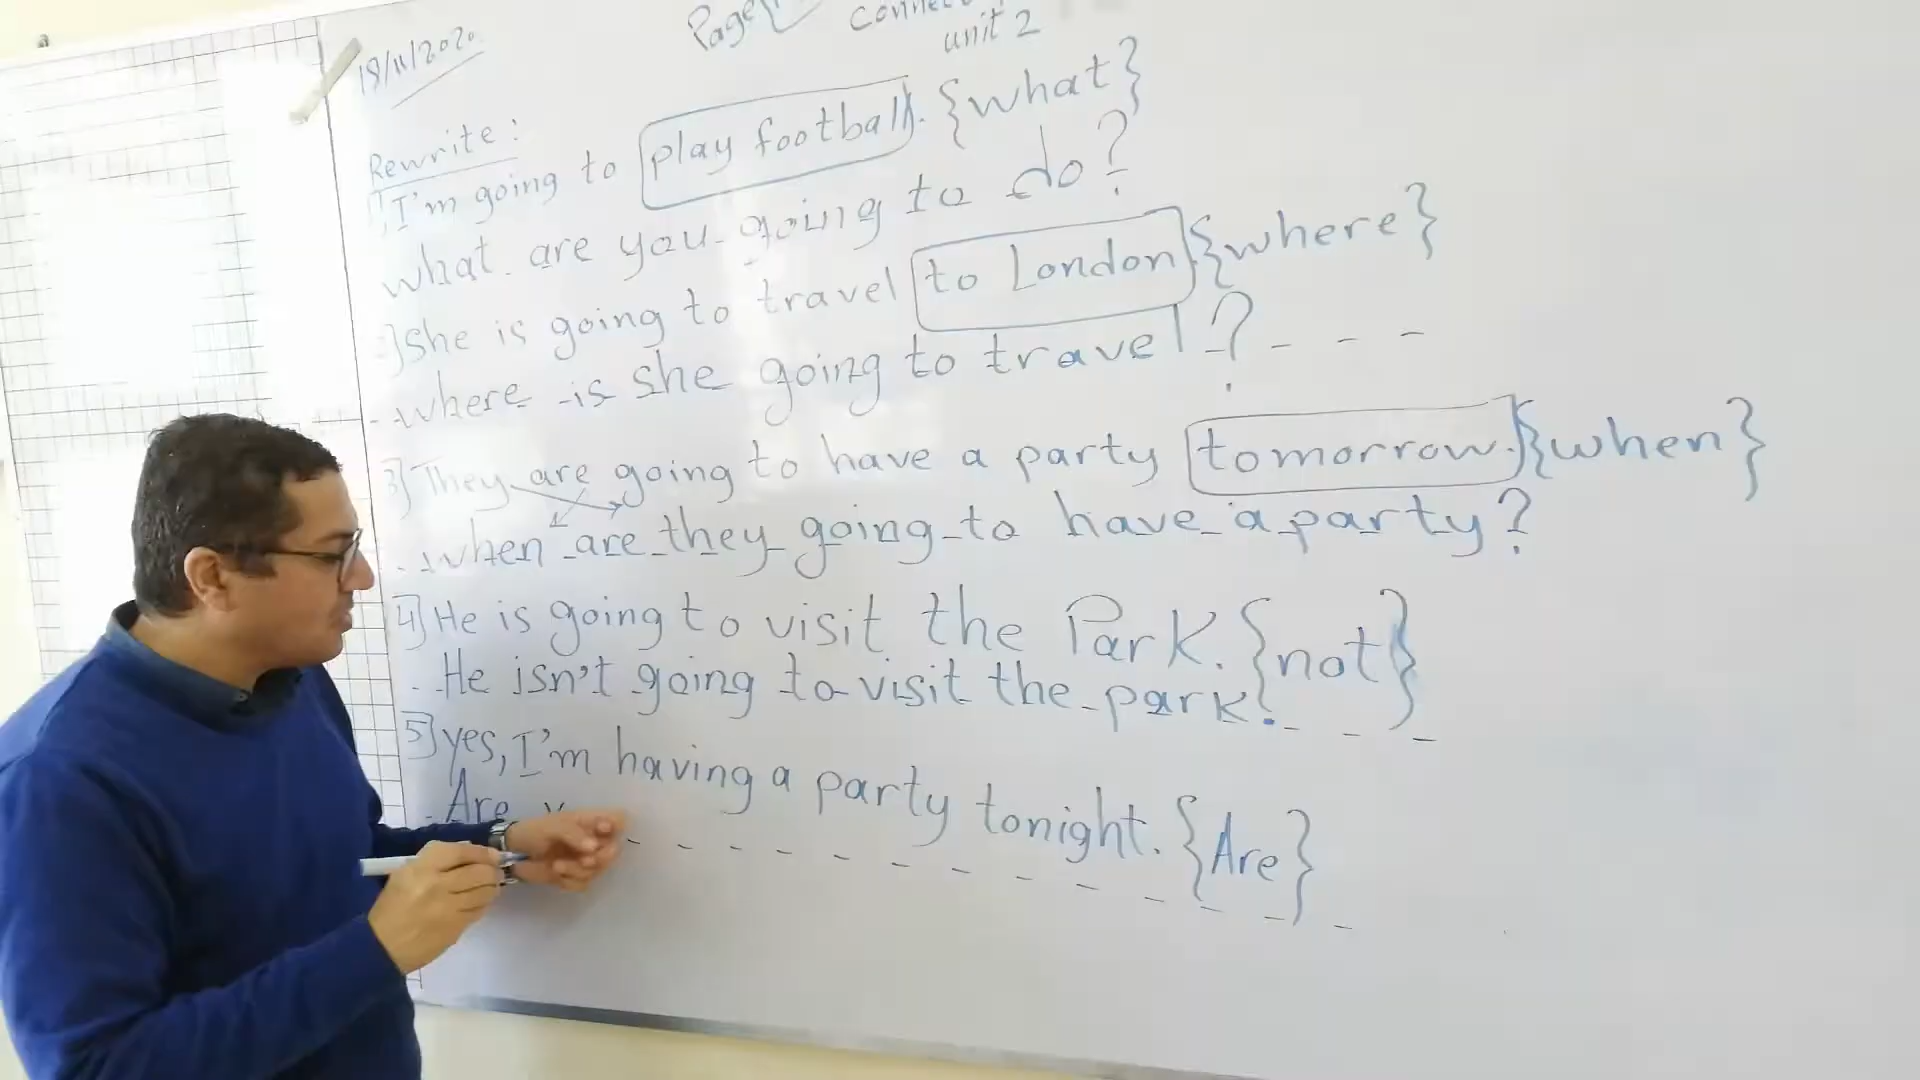 18/11/2020
Page
unit 2
Rewrite:
1) I'm going to play football. {what}
what are you going to do?
2) She is going to travel to London. {where}
where is she going to travel?
3) They are going to have a party tomorrow. {when}
when are they going to have a party?
4) He is going to visit the Park. {not}
He isn't going to visit the park.
5) yes, I'm having a party tonight. {Are}
Are